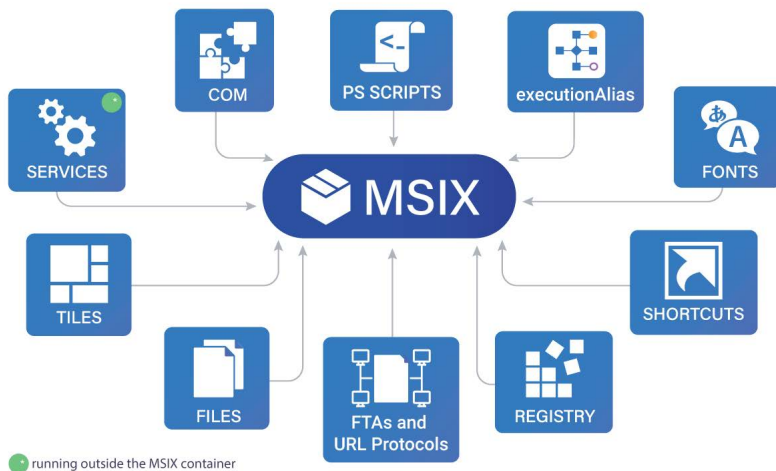 COM
PS SCRIPTS
executionAlias
SERVICES
あ
A
FONTS
MSIX
TILES
SHORTCUTS
FILES
FTAs and
URL Protocols
REGISTRY
running outside the MSIX container